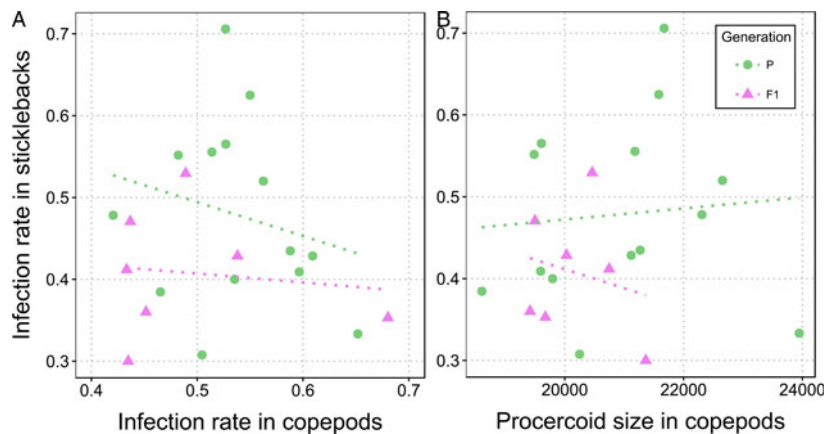 A
B
Infection rate in sticklebacks
0.7
0.6
0.5
0.4
0.3
0.4
0.5
0.6
0.7
Infection rate in copepods
0.7
0.6
0.5
0.4
0.3
20000
22000
24000
Procercoid size in copepods
Generation
P
F1